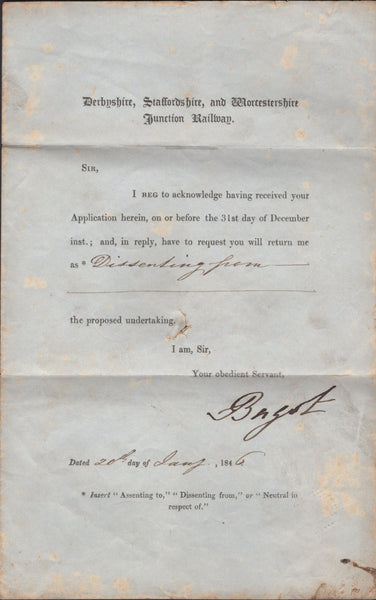 Derbyshire, Staffordshire, and Worcestershire
Junction Railway.
SIR,
I BEG to acknowledge having received your
Application herein, on or before the 31st day of December
inst.; and, in reply, have to request you will return me
as * Dissenting from
the proposed undertaking.
I am, Sir,
Your obedient Servant,
Bagot
Dated 20th day of Jany , 1846
* Insert "Assenting to," "Dissenting from," or "Neutral in
respect of."